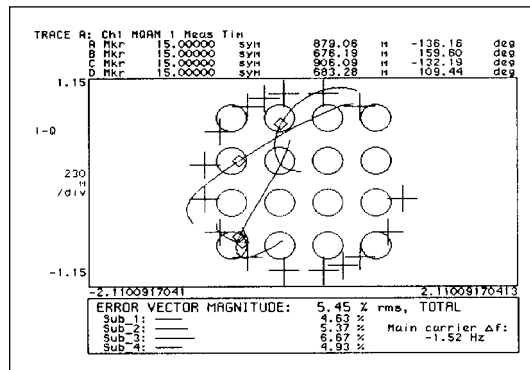 TRACE A: Ch1 MQAM 1 Meas Tim
A Mkr 15.00000 sym 879.06 m -136.16 deg
B Mkr 15.00000 sym 676.19 m 159.60 deg
C Mkr 15.00000 sym 906.09 m -132.19 deg
D Mkr 15.00000 sym 683.28 m 109.44 deg
1.15
I-Q
230
m
/div
-1.15
-2.1100917041 2.1100917041​3
ERROR VECTOR MAGNITUDE: 5.45 % rms, TOTAL
Sub_1: 4.63 %
Sub_2: 5.37 % Main carrier Δf:
Sub_3: 6.67 % -1.52 Hz
Sub_4: 4.93 %